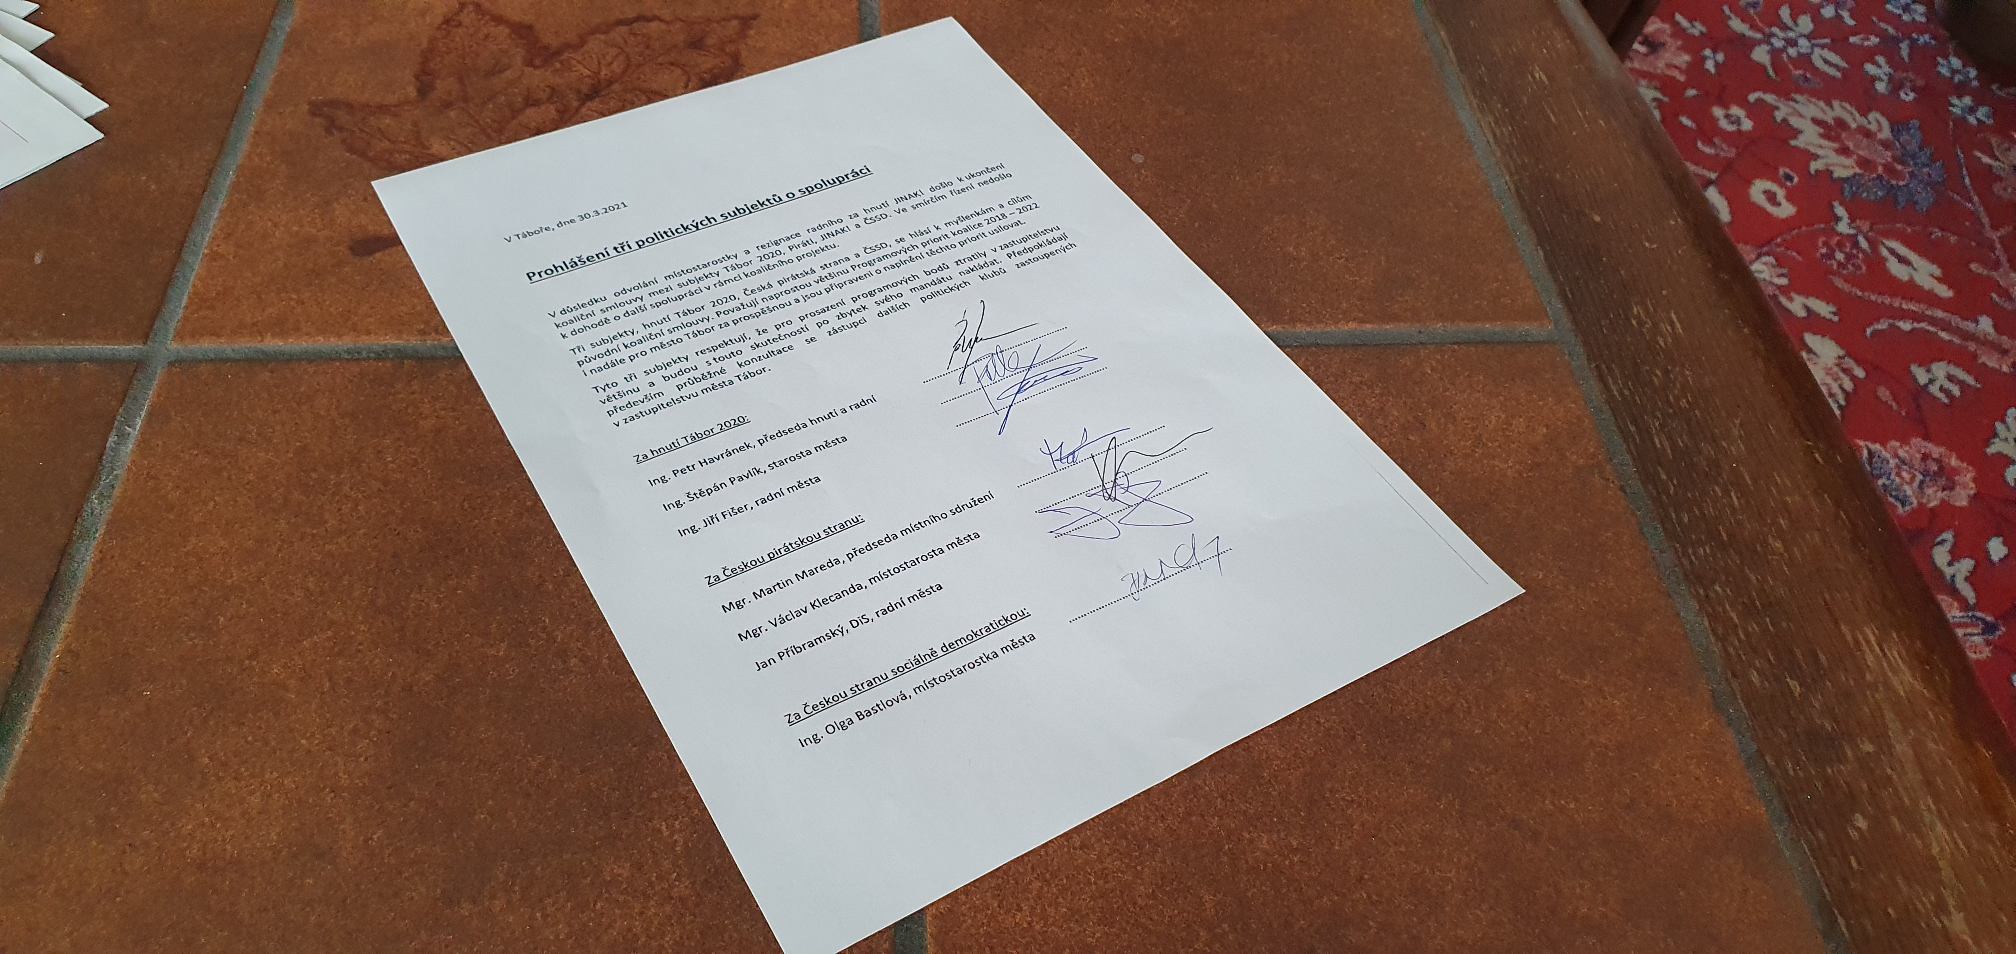 V Táboře, dne 30.3.2021
Prohlášení tří politických subjektů o spolupráci
V důsledku odvolání místostarostky a rezignace radního za hnutí JINAK! došlo k ukončení
koaliční smlouvy mezi subjekty Tábor 2020, Piráti, JINAK! a ČSSD. Ve smírčím řízení nedošlo
k dohodě o další spolupráci v rámci koaličního projektu.
Tři subjekty, hnutí Tábor 2020, Česká pirátská strana a ČSSD, se hlásí k myšlenkám a cílům
původní koaliční smlouvy. Považují naprostou většinu Programových priorit koalice 2018 – 2022
i nadále pro město Tábor za prospěšnou a jsou připraveni o naplnění těchto priorit usilovat.
Tyto tři subjekty respektují, že pro prosazení programových bodů ztratily v zastupitelstvu
většinu a budou s touto skutečností po zbytek svého mandátu nakládat. Předpokládají
především průběžné konzultace se zástupci dalších politických klubů zastoupených
v zastupitelstvu města Tábor.
Za hnutí Tábor 2020:
Ing. Petr Havránek, předseda hnutí a radní
Ing. Štěpán Pavlík, starosta města
Ing. Jiří Fišer, radní města
Za Českou pirátskou stranu:
Mgr. Martin Mareda, předseda místního sdružení
Mgr. Václav Klecanda, místostarosta města
Jan Příbramský, DiS, radní města
Za Českou stranu sociálně demokratickou:
Ing. Olga Bastlová, místostarostka města